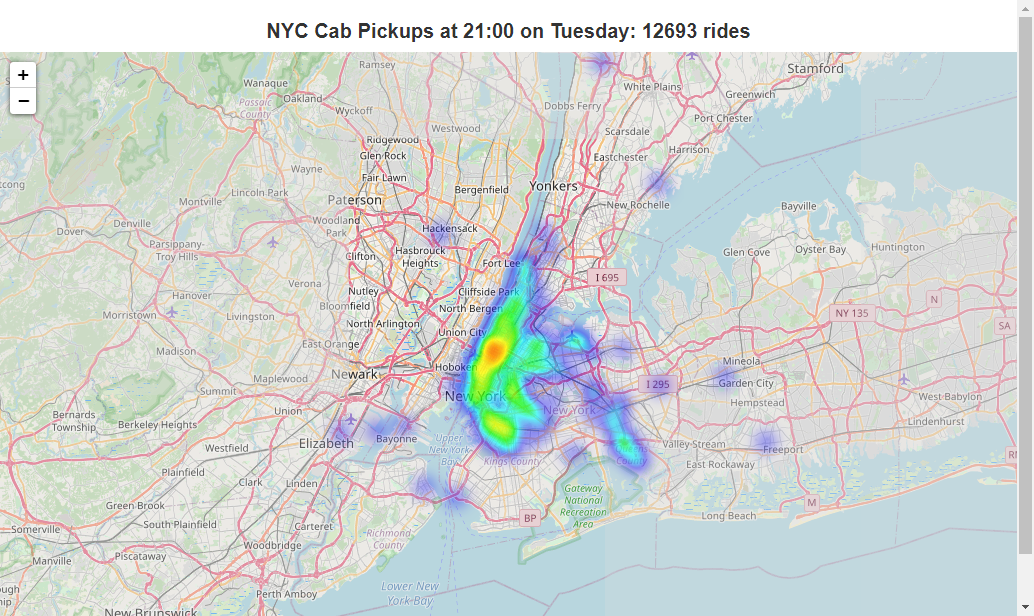 NYC Cab Pickups at 21:00 on Tuesday: 12693 rides
+
−
Ramsey
Stamford
Wanaque
White Plains
Greenwich
Oakland
Passaic
County
Wyckoff
Dobbs Ferry
Port Chester
Westwood
Scarsdale
Ridgewood
Harrison
Glen Rock
Eastchester
Wayne
Fair Lawn
Yonkers
Lincoln Park
Bergenfield
Montville
Paterson
New Rochelle
Bayville
Denville
Woodland
Park
Hackensack
Dover
Parsippany-
Troy Hills
Clifton
Hasbrouck
Heights
Glen Cove
Oyster Bay
Huntington
Fort Lee
I 695
Verona
Nutley
Cliffside Park
Hanover
Bloomfield
North Bergen
N
Morristown
Livingston
North Arlington
NY 135
Union City
SA
East Orange
Madison
Mineola
Newark
Hoboken
Maplewood
I 295
Garden City
Summit
New York
West Babylon
Hempstead
Bernards
Township
Union
New York
Berkeley Heights
Lindenhurst
Elizabeth
Bayonne
Upper
New York
Bay
Valley Stream
Freeport
Westfield
Kings County
East Rockaway
Plainfield
Clark
Linden
Gateway
National
Recreation
Area
Green Brook
M
South Plainfield
BP
Long Beach
Somerville
Carteret
Richmond
County
Woodbridge
Piscataway
Manville
Lower New
York Bay
Perth Amboy
New Brunswick